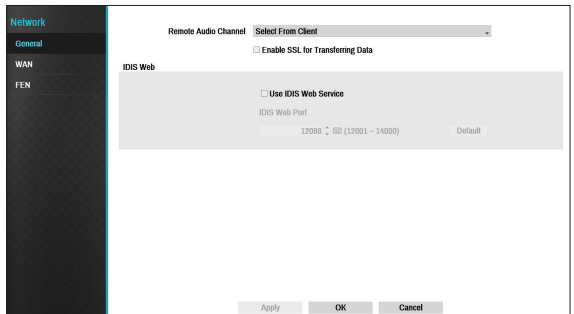 Network
General
WAN
FEN
Remote Audio Channel Select From Client
Enable SSL for Transferring Data
IDIS Web
Use IDIS Web Service
IDIS Web Port
12088 (12001 ~ 14000) Default
Apply OK Cancel